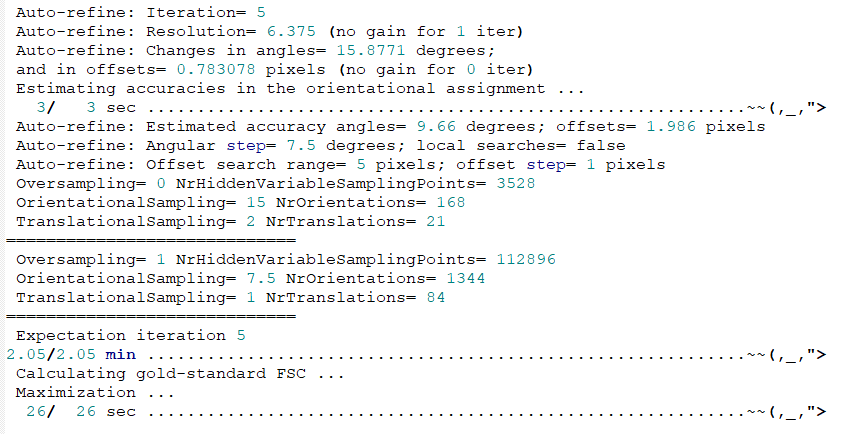 Auto-refine: Iteration= 5
Auto-refine: Resolution= 6.375 (no gain for 1 iter)
Auto-refine: Changes in angles= 15.8771 degrees;
and in offsets= 0.783078 pixels (no gain for 0 iter)
Estimating accuracies in the orientational assignment ...
3/ 3 sec ............................................................~~(,_,">
Auto-refine: Estimated accuracy angles= 9.66 degrees; offsets= 1.986 pixels
Auto-refine: Angular step= 7.5 degrees; local searches= false
Auto-refine: Offset search range= 5 pixels; offset step= 1 pixels
Oversampling= 0 NrHiddenVariableSamplingPoints= 3528
OrientationalSampling= 15 NrOrientations= 168
TranslationalSampling= 2 NrTranslations= 21
=============================
Oversampling= 1 NrHiddenVariableSamplingPoints= 112896
OrientationalSampling= 7.5 NrOrientations= 1344
TranslationalSampling= 1 NrTranslations= 84
=============================
Expectation iteration 5
2.05/2.05 min ............................................................~~(,_,">
Calculating gold-standard FSC ...
Maximization ...
26/ 26 sec ............................................................~~(,_,">